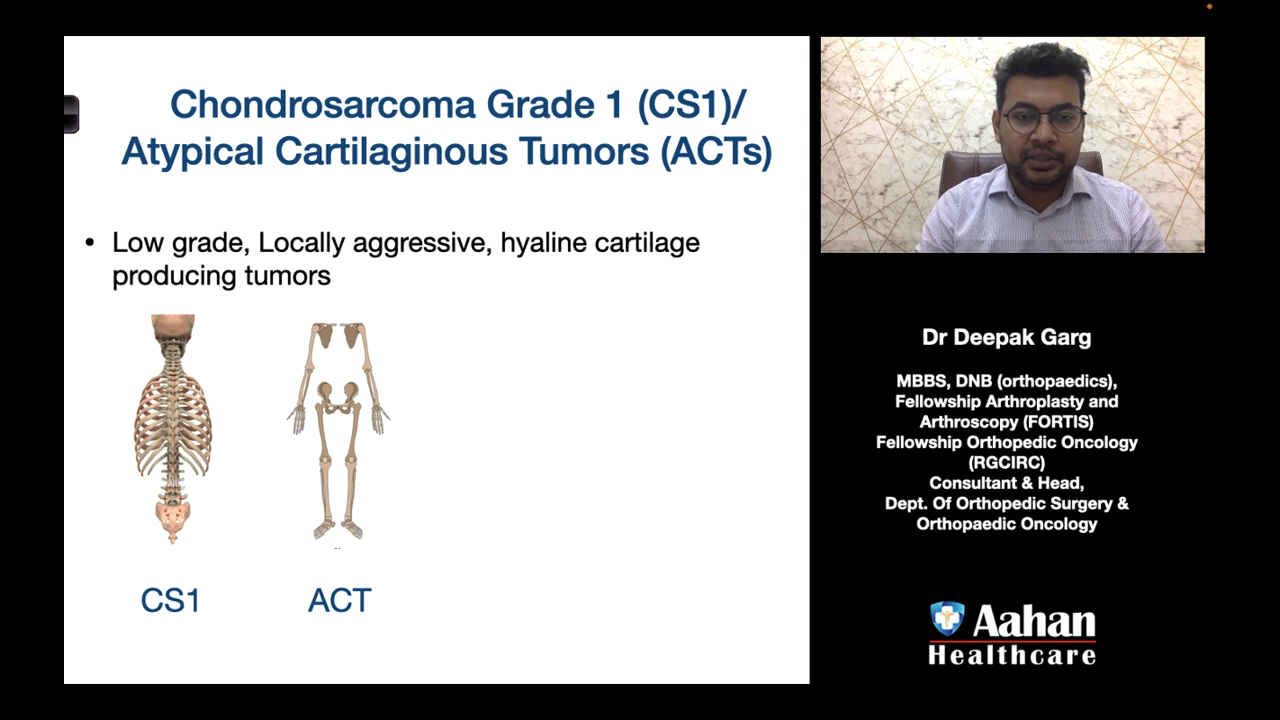 Chondrosarcoma Grade 1 (CS1)/
Atypical Cartilaginous Tumors (ACTs)
• Low grade, Locally aggressive, hyaline cartilage
producing tumors
CS1
ACT
Dr Deepak Garg
MBBS, DNB (orthopaedics),
Fellowship Arthroplasty and
Arthroscopy (FORTIS)
Fellowship Orthopedic Oncology
(RGCIRC)
Consultant & Head,
Dept. Of Orthopedic Surgery &
Orthopaedic Oncology
Aahan
Healthcare